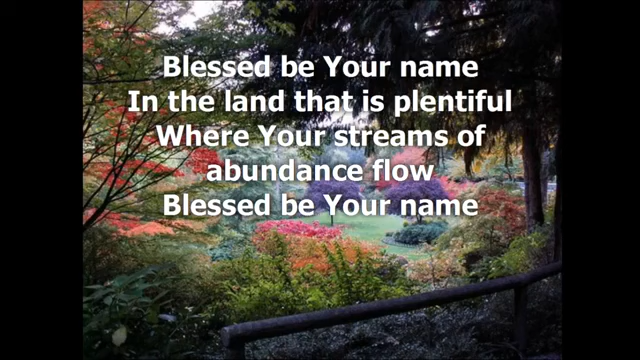 Blessed be Your name
In the land that is plentiful
Where Your streams of
abundance flow
Blessed be Your name